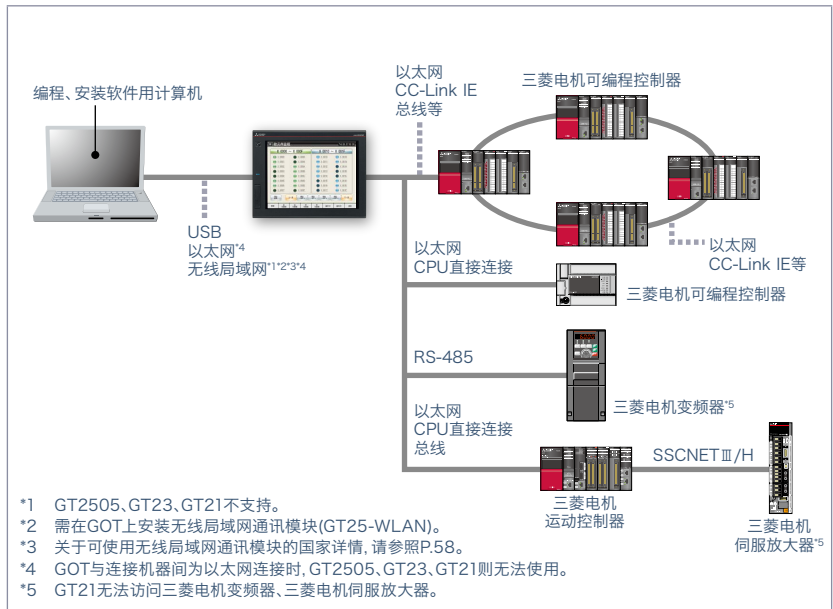 编程、安装软件用计算机
USB
以太网*4
无线局域网*1*2*3*4
以太网
CC-Link IE
总线等
三菱电机可编程控制器
以太网
CC-Link IE等
以太网
CPU直接连接
三菱电机可编程控制器
RS-485
三菱电机变频器*5
以太网
CPU直接连接
总线
三菱电机
运动控制器
SSCNETⅢ/H
三菱电机
伺服放大器*5
*1 GT2505、GT23、GT21不支持。
*2 需在GOT上安装无线局域网通讯模块(GT25-WLAN)。
*3 关于可使用无线局域网通讯模块的国家详情，请参照P.58。
*4 GOT与连接机器间为以太网连接时，GT2505、GT23、GT21则无法使用。
*5 GT21无法访问三菱电机变频器、三菱电机伺服放大器。